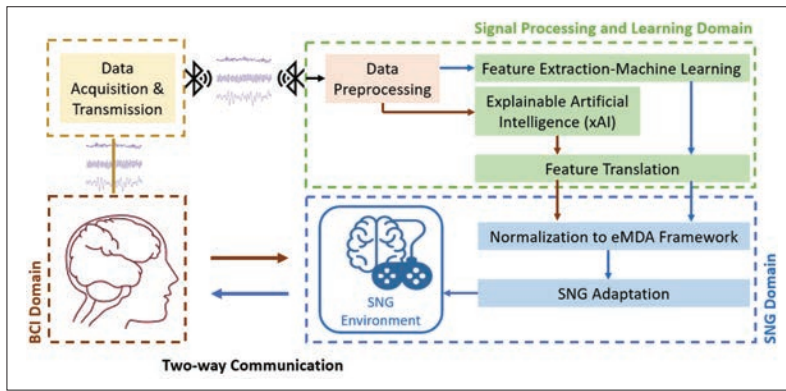 Signal Processing and Learning Domain
Data
Acquisition &
Transmission
Data
Preprocessing
Feature Extraction-Machine Learning
Explainable Artificial
Intelligence (xAI)
Feature Translation
BCI Domain
SNG
Environment
Normalization to eMDA Framework
SNG Adaptation
SNG Domain
Two-way Communication